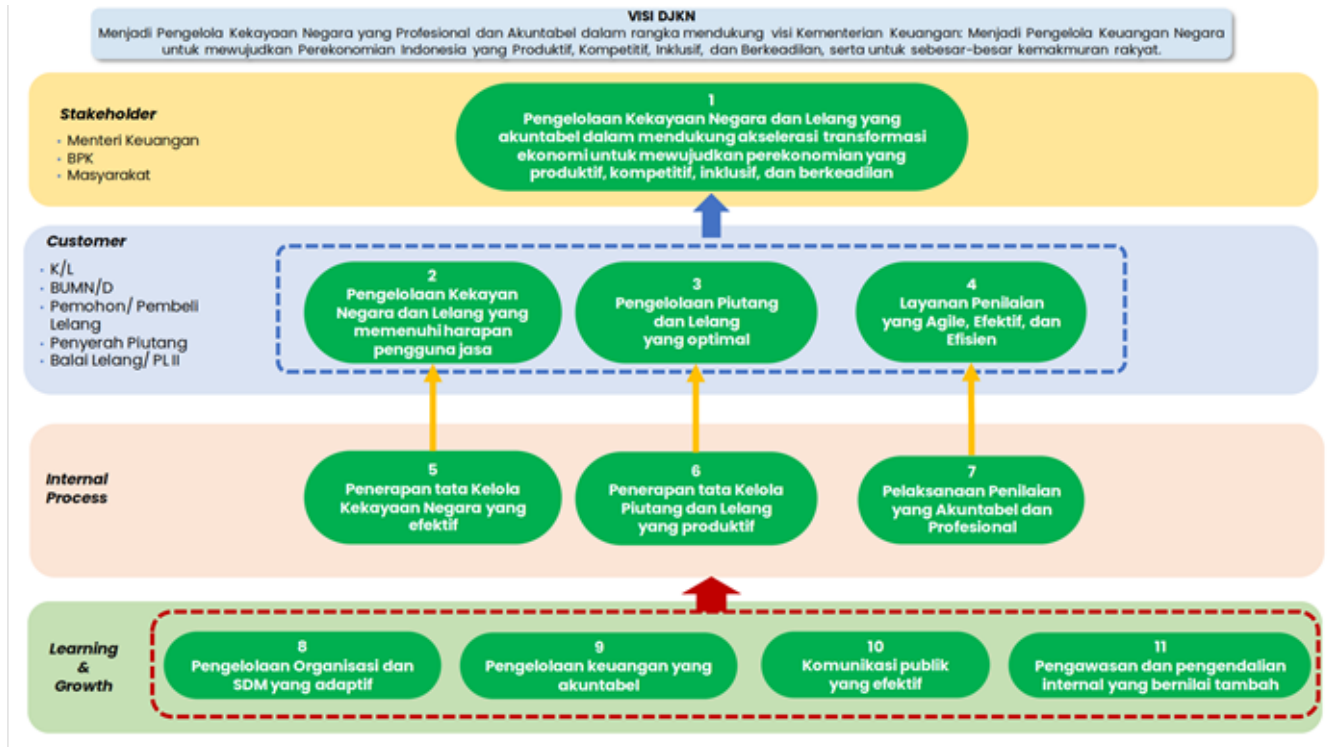 VISI DJKN
Menjadi Pengelola Kekayaan Negara yang Profesional dan Akuntabel dalam rangka mendukung visi Kementerian Keuangan: Menjadi Pengelola Keuangan Negara
untuk mewujudkan Perekonomian Indonesia yang Produktif, Kompetitif, Inklusif, dan Berkeadilan, serta untuk sebesar-besar kemakmuran rakyat.
Stakeholder
• Menteri Keuangan
• BPK
• Masyarakat
1
Pengelolaan Kekayaan Negara dan Lelang yang
akuntabel dalam mendukung akselerasi transformasi
ekonomi untuk mewujudkan perekonomian yang
produktif, kompetitif, inklusif, dan berkeadilan
Customer
• K/L
• BUMN/D
• Pemohon/ Pembeli
Lelang
• Penyerah Piutang
• Balai Lelang/ PL II
2
Pengelolaan Kekayan
Negara dan Lelang yang
memenuhi harapan
pengguna jasa
3
Pengelolaan Piutang
dan Lelang
yang optimal
4
Layanan Penilaian
yang Agile, Efektif, dan
Efisien
Internal
Process
5
Penerapan tata Kelola
Kekayaan Negara yang
efektif
6
Penerapan tata Kelola
Piutang dan Lelang
yang produktif
7
Pelaksanaan Penilaian
yang Akuntabel dan
Profesional
Learning
&
Growth
8
Pengelolaan Organisasi dan
SDM yang adaptif
9
Pengelolaan keuangan yang
akuntabel
10
Komunikasi publik
yang efektif
11
Pengawasan dan pengendalian
internal yang bernilai tambah